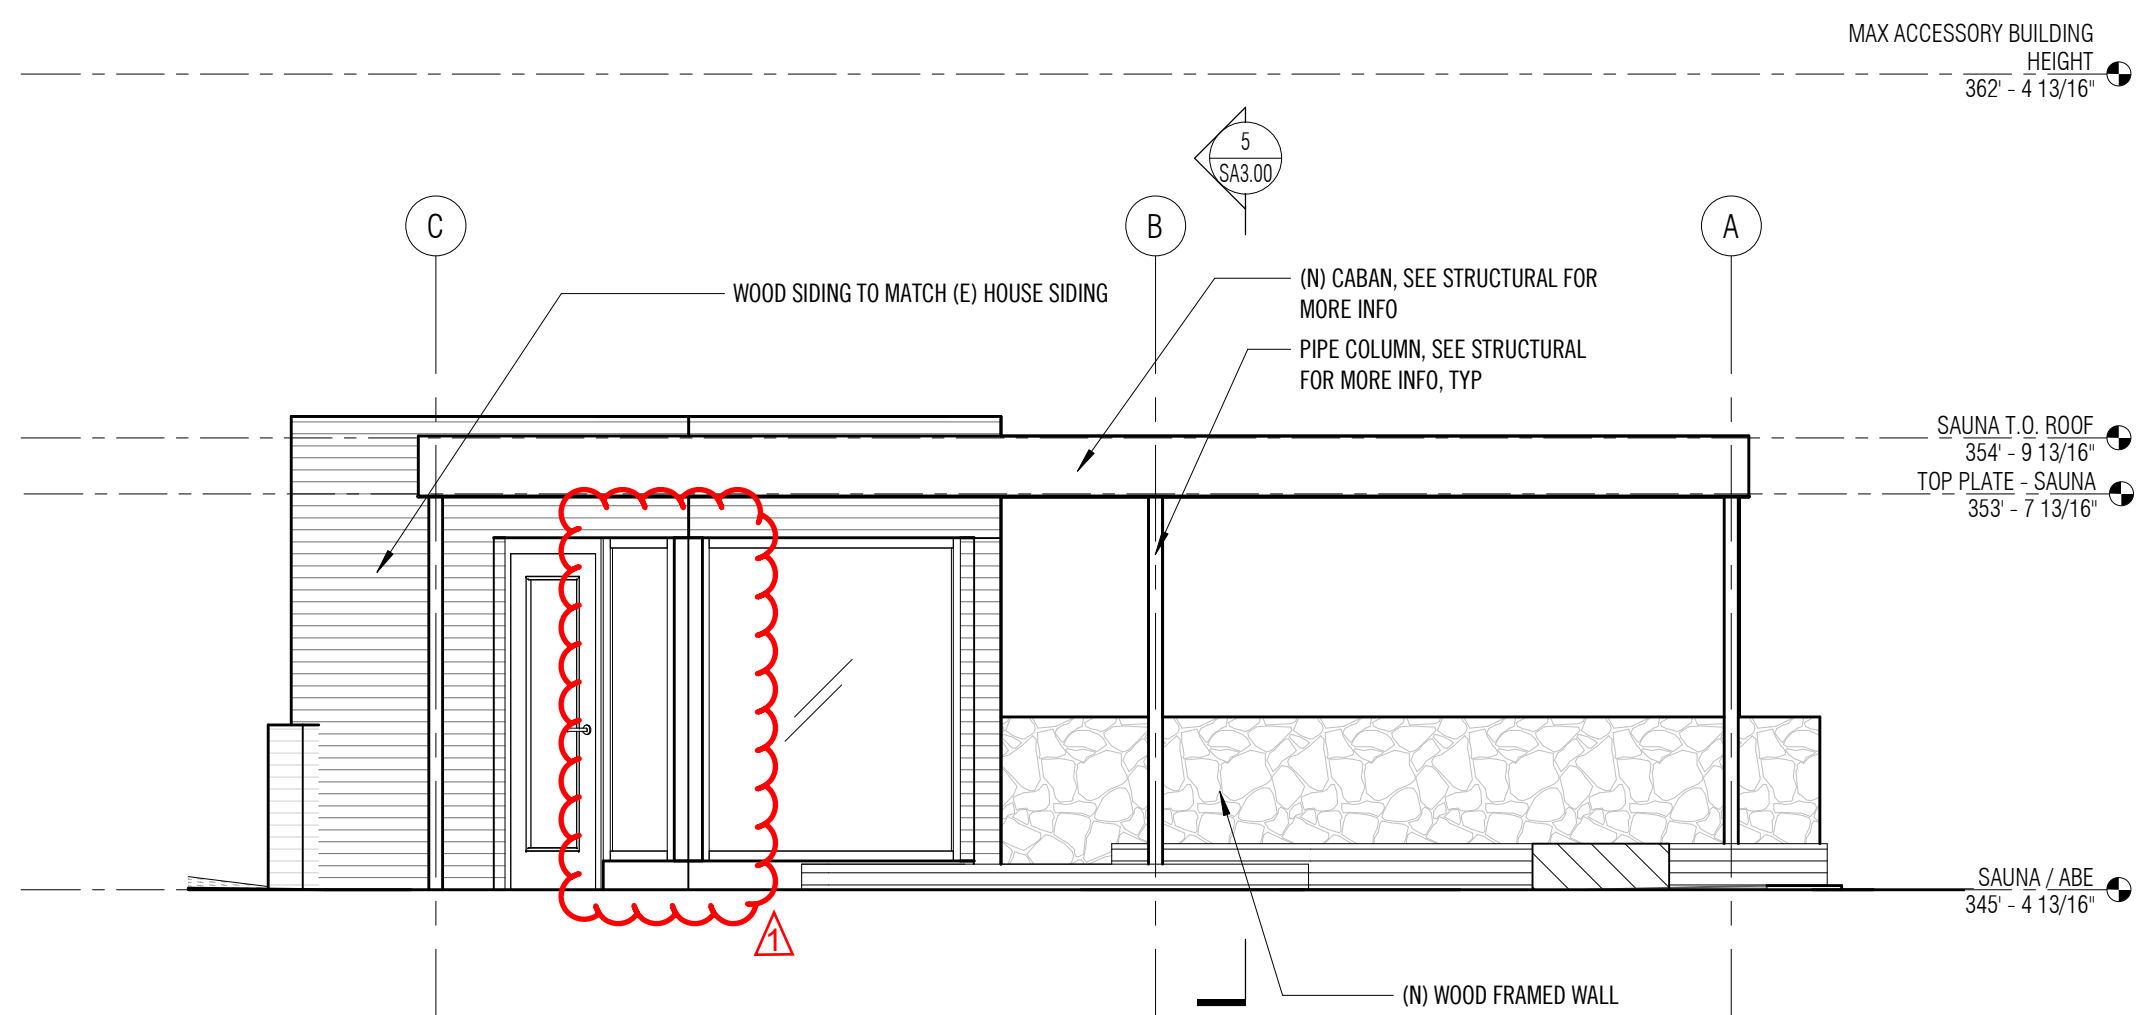 MAX ACCESSORY BUILDING
HEIGHT
362' - 4 13/16"
5
SA3.00
C
B
A
WOOD SIDING TO MATCH (E) HOUSE SIDING
(N) CABAN, SEE STRUCTURAL FOR
MORE INFO
PIPE COLUMN, SEE STRUCTURAL
FOR MORE INFO, TYP
SAUNA T.O. ROOF
354' - 9 13/16"
TOP PLATE - SAUNA
353' - 7 13/16"
SAUNA / ABE
345' - 4 13/16"
1
(N) WOOD FRAMED WALL